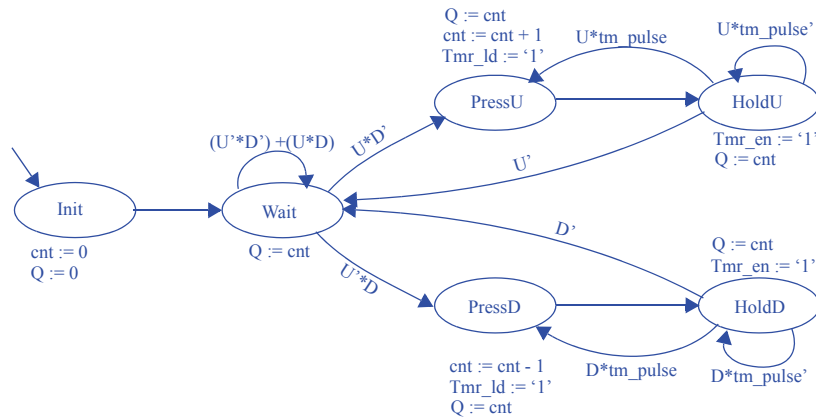 Q := cnt
cnt := cnt + 1
Tmr_ld := ‘1’
U*tm_pulse
U*tm_pulse’
PressU
HoldU
Tmr_en := ‘1’
Q := cnt
(U’*D’) +(U*D)
U*D’
U’
Init
Wait
cnt := 0
Q := 0
Q := cnt
D’
U’*D
Q := cnt
Tmr_en := ‘1’
PressD
HoldD
cnt := cnt - 1
Tmr_ld := ‘1’
Q := cnt
D*tm_pulse
D*tm_pulse’